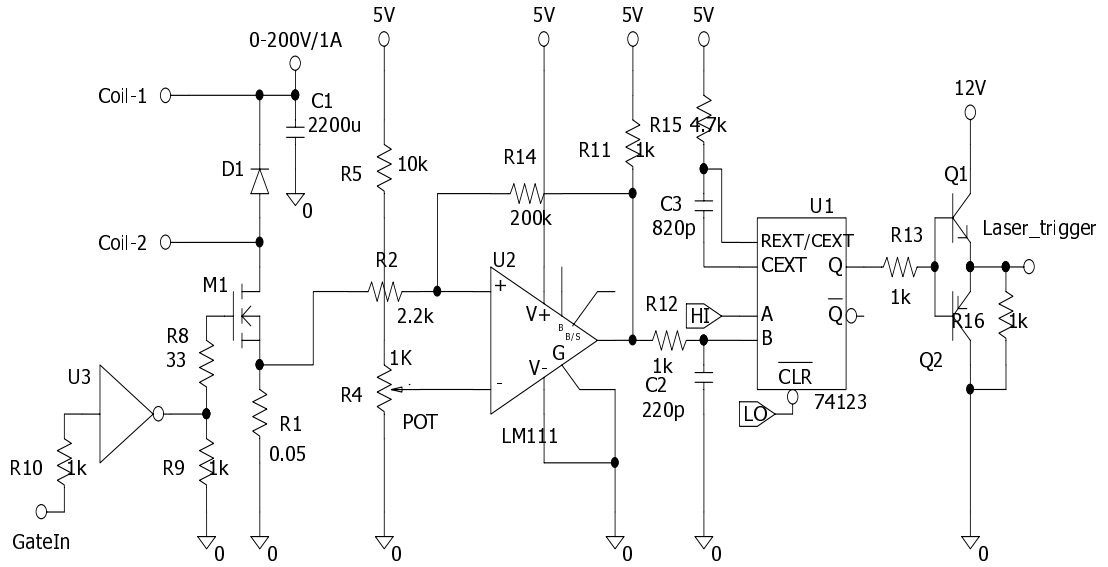 5V
5V
5V
5V
0-200V/1A
12V
Coil-1
C1
2200u
R15
4.7k
R5
10k
R14
R11
1k
D1
200k
Q1
0
C3
820p
U1
Laser_trigger
Coil-2
REXT/CEXT
R13
R2
U2
+
CEXT
Q
M1
2.2k
V+
R12
HI
A
Q
1k
R16
1k
R8
33
B
B/S
B
G
1K
V-
1k
Q2
U3
R4
-
C2
CLR
POT
220p
74123
LO
R1
0.05
LM111
R10
1k
R9
1k
GateIn
0
0
0
0
0
0